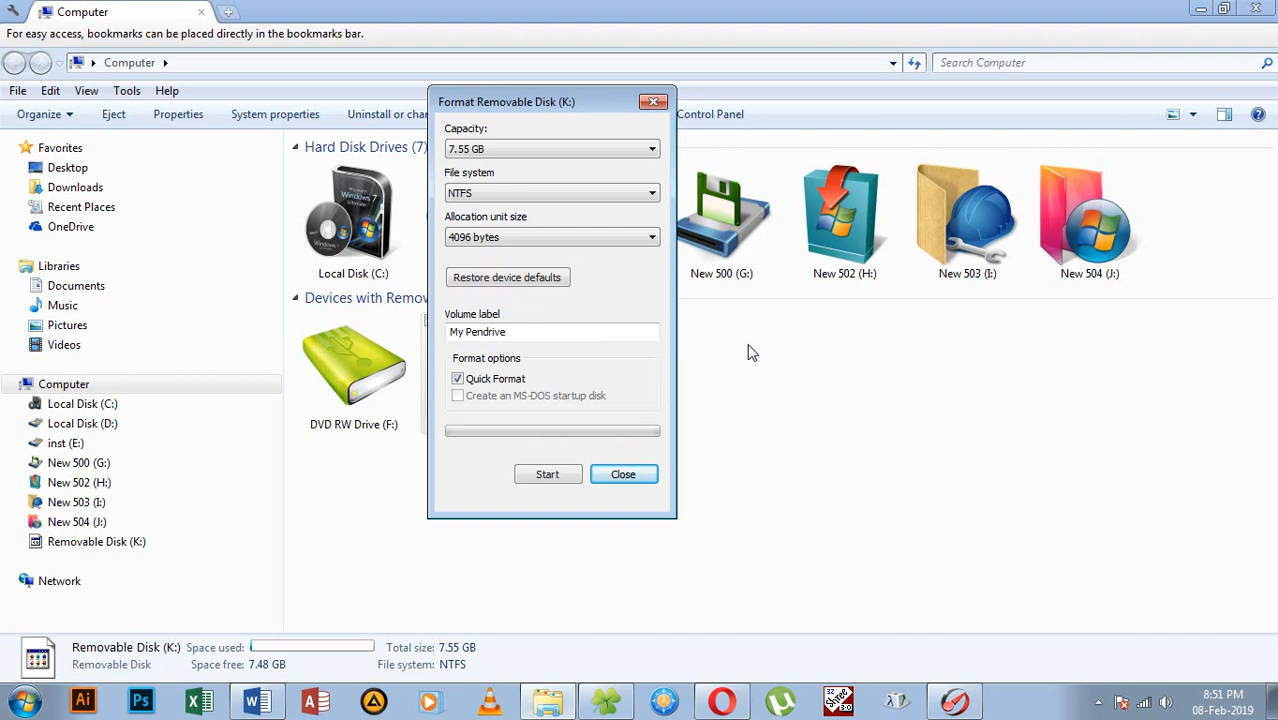 Computer
For easy access, bookmarks can be placed directly in the bookmarks bar.
Computer
Search Computer
File Edit View Tools Help
Organize Eject Properties System properties Uninstall or char Control Panel
Format Removable Disk (K:)
Capacity:
7.55 GB
File system
NTFS
Allocation unit size
4096 bytes
Restore device defaults
Volume label
My Pendrive
Format options
Quick Format
Create an MS-DOS startup disk
Start Close
Favorites
Desktop
Downloads
Recent Places
OneDrive
Libraries
Documents
Music
Pictures
Videos
Computer
Local Disk (C:)
Local Disk (D:)
inst (E:)
New 500 (G:)
New 502 (H:)
New 503 (I:)
New 504 (J:)
Removable Disk (K:)
Network
Hard Disk Drives (7)
Local Disk (C:)
New 500 (G:)
New 502 (H:)
New 503 (I:)
New 504 (J:)
Devices with Remov
DVD RW Drive (F:)
Removable Disk (K:) Space used: Total size: 7.55 GB
Removable Disk Space free: 7.48 GB File system: NTFS
8:51 PM
08-Feb-2019